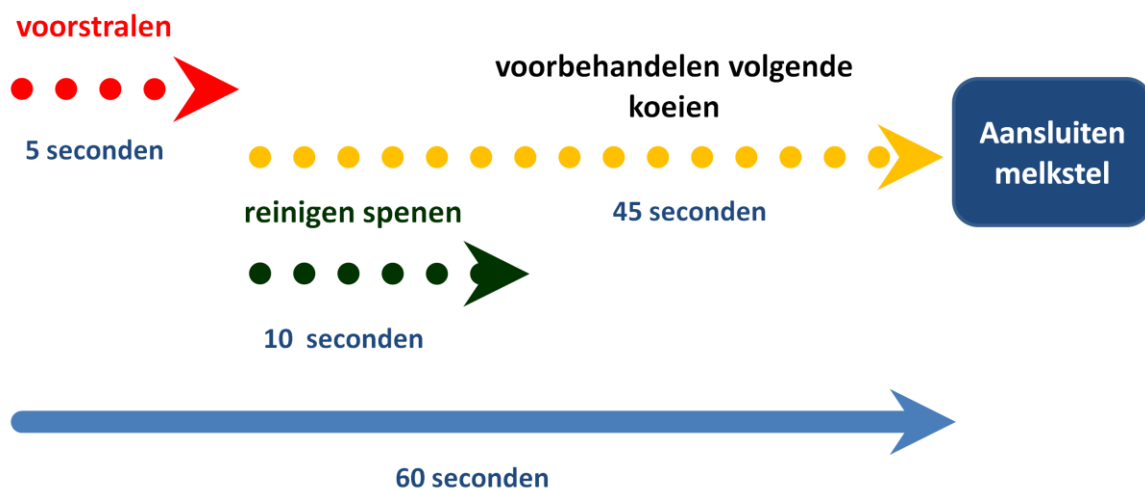 voorstralen
5 seconden
voorbehandelen volgende
koeien
Aansluiten
melkstel
reinigen spenen
45 seconden
10 seconden
60 seconden